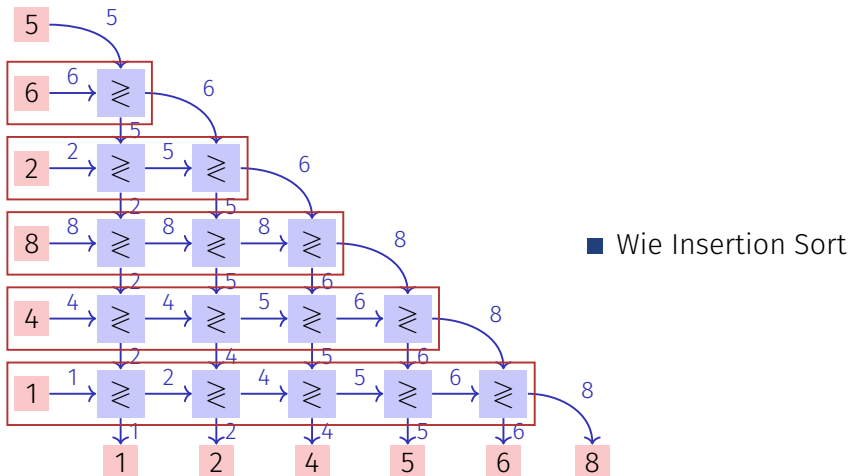 5 5
6 6 ≷ 6
5
2 2 ≷ 5 ≷ 6
2 5
8 8 ≷ 8 ≷ 8 ≷ 8
2 5 6
■ Wie Insertion Sort
4 4 ≷ 4 ≷ 5 ≷ 6 ≷ 8
2 4 5 6
1 1 ≷ 2 ≷ 4 ≷ 5 ≷ 6 ≷ 8
1 2 4 5 6
1 2 4 5 6 8